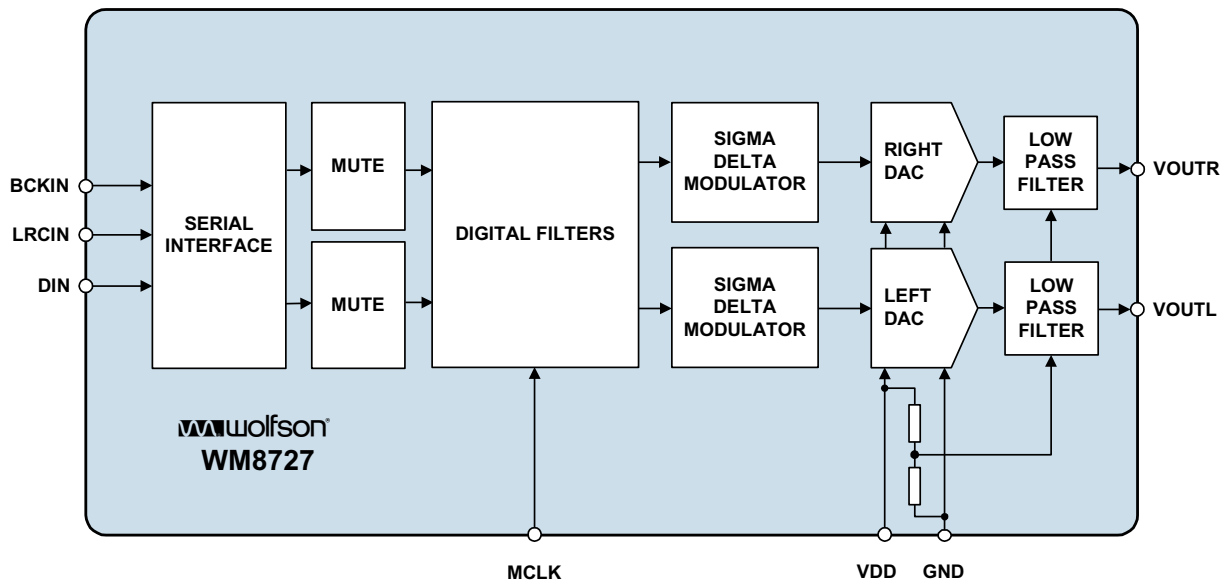 BCKIN
LRCIN
DIN
SERIAL
INTERFACE
MUTE
MUTE
DIGITAL FILTERS
SIGMA
DELTA
MODULATOR
SIGMA
DELTA
MODULATOR
RIGHT
DAC
LEFT
DAC
LOW
PASS
FILTER
LOW
PASS
FILTER
VOUTR
VOUTL
wolfson®
WM8727
MCLK
VDD
GND